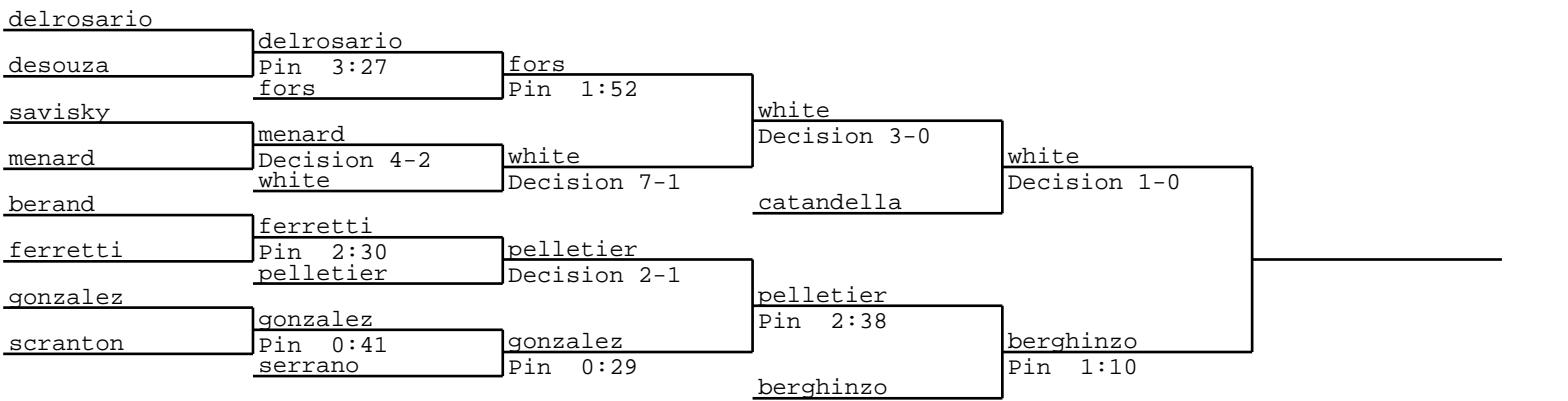 delrosario
desouza
savisky
menard
berand
ferretti
gonzalez
scranton
delrosario
Pin 3:27
fors
menard
Decision 4-2
white
ferretti
Pin 2:30
pelletier
gonzalez
Pin 0:41
serrano
fors
Pin 1:52
white
Decision 7-1
pelletier
Decision 2-1
gonzalez
Pin 0:29
white
Decision 3-0
catandella
pelletier
Pin 2:38
berghinzo
white
Decision 1-0
berghinzo
Pin 1:10